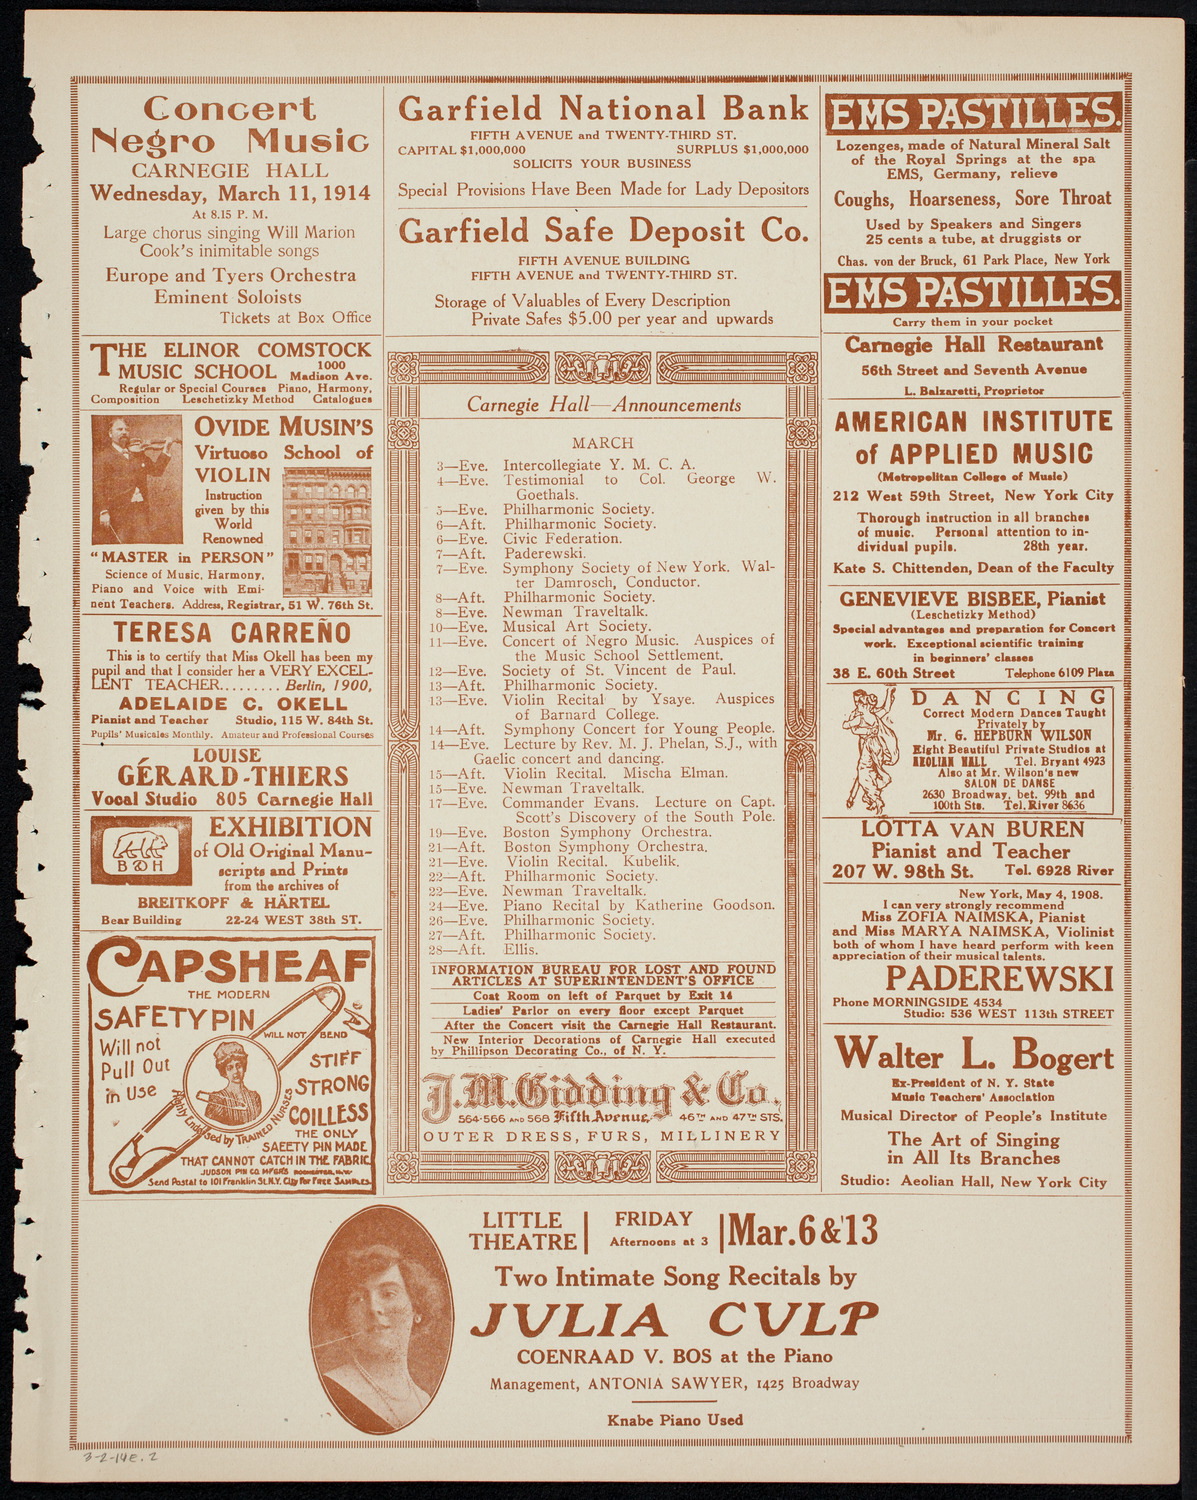 Concert
Negro Music
CARNEGIE HALL
Wednesday, March 11, 1914
At 8.15 P. M.
Large chorus singing Will Marion
Cook's inimitable songs
Europe and Tyers Orchestra
Eminent Soloists
Tickets at Box Office
THE ELINOR COMSTOCK
MUSIC SCHOOL 1000
Madison Ave.
Regular or Special Courses Piano, Harmony,
Composition Leschetizky Method Catalogues
OVIDE MUSIN'S
Virtuoso School of
VIOLIN
Instruction
given by this
World
Renowned
"MASTER in PERSON"
Science of Music, Harmony,
Piano and Voice with Emi-
nent Teachers. Address, Registrar, 51 W. 76th St.
TERESA CARREÑO
This is to certify that Miss Okell has been my
pupil and that I consider her a VERY EXCEL-
LENT TEACHER......... Berlin, 1900,
ADELAIDE C. OKELL
Pianist and Teacher Studio, 115 W. 84th St.
Pupils' Musicales Monthly. Amateur and Professional Courses
LOUISE
GÉRARD-THIERS
Vocal Studio 805 Carnegie Hall
B&H
EXHIBITION
of Old Original Manu-
scripts and Prints
from the archives of
BREITKOPF & HÄRTEL
Bear Building 22-24 WEST 38th ST.
CAPSHEAF
THE MODERN
SAFETY PIN
WILL NOT BEND
Will not
Pull Out
in Use
STIFF
STRONG
COILLESS
Highly Endorsed by TRAINED NURSES
THE ONLY
SAFETY PIN MADE
THAT CANNOT CATCH IN THE FABRIC
JUDSON PIN CO. MFGRS ROCHESTER, N.Y.
Send Postal to 101 Franklin St. N.Y. City For FREE SAMPLES.
Garfield National Bank
FIFTH AVENUE and TWENTY-THIRD ST.
CAPITAL $1,000,000 SURPLUS $1,000,000
SOLICITS YOUR BUSINESS
Special Provisions Have Been Made for Lady Depositors
Garfield Safe Deposit Co.
FIFTH AVENUE BUILDING
FIFTH AVENUE and TWENTY-THIRD ST.
Storage of Valuables of Every Description
Private Safes $5.00 per year and upwards
Carnegie Hall—Announcements
MARCH
3—Eve. Intercollegiate Y. M. C. A.
4—Eve. Testimonial to Col. George W.
Goethals.
5—Eve. Philharmonic Society.
6—Aft. Philharmonic Society.
6—Eve. Civic Federation.
7—Aft. Paderewski.
7—Eve. Symphony Society of New York. Wal-
ter Damrosch, Conductor.
8—Aft. Philharmonic Society.
8—Eve. Newman Traveltalk.
10—Eve. Musical Art Society.
11—Eve. Concert of Negro Music. Auspices of
the Music School Settlement.
12—Eve. Society of St. Vincent de Paul.
13—Aft. Philharmonic Society.
13—Eve. Violin Recital by Ysaye. Auspices
of Barnard College.
14—Aft. Symphony Concert for Young People.
14—Eve. Lecture by Rev. M. J. Phelan, S.J., with
Gaelic concert and dancing.
15—Aft. Violin Recital. Mischa Elman.
15—Eve. Newman Traveltalk.
17—Eve. Commander Evans. Lecture on Capt.
Scott's Discovery of the South Pole.
19—Eve. Boston Symphony Orchestra.
21—Aft. Boston Symphony Orchestra.
21—Eve. Violin Recital. Kubelik.
22—Aft. Philharmonic Society.
22—Eve. Newman Traveltalk.
24—Eve. Piano Recital by Katherine Goodson.
26—Eve. Philharmonic Society.
27—Aft. Philharmonic Society.
28—Aft. Ellis.
INFORMATION BUREAU FOR LOST AND FOUND
ARTICLES AT SUPERINTENDENT'S OFFICE
Coat Room on left of Parquet by Exit 14
Ladies' Parlor on every floor except Parquet
After the Concert visit the Carnegie Hall Restaurant.
New Interior Decorations of Carnegie Hall executed
by Phillipson Decorating Co., of N. Y.
J. M. Gidding & Co.
564-566 AND 568 Fifth Avenue, 46TH AND 47TH STS.
OUTER DRESS, FURS, MILLINERY
EMS PASTILLES.
Lozenges, made of Natural Mineral Salt
of the Royal Springs at the spa
EMS, Germany, relieve
Coughs, Hoarseness, Sore Throat
Used by Speakers and Singers
25 cents a tube, at druggists or
Chas. von der Bruck, 61 Park Place, New York
EMS PASTILLES.
Carry them in your pocket
Carnegie Hall Restaurant
56th Street and Seventh Avenue
L. Balzaretti, Proprietor
AMERICAN INSTITUTE
of APPLIED MUSIC
(Metropolitan College of Music)
212 West 59th Street, New York City
Thorough instruction in all branches
of music. Personal attention to in-
dividual pupils. 28th year.
Kate S. Chittenden, Dean of the Faculty
GENEVIEVE BISBEE, Pianist
(Leschetizky Method)
Special advantages and preparation for Concert
work. Exceptional scientific training
in beginners' classes
38 E. 60th Street Telephone 6109 Plaza
DANCING
Correct Modern Dances Taught
Privately by
Mr. G. HEPBURN WILSON
Eight Beautiful Private Studios at
AEOLIAN HALL Tel. Bryant 4923
Also at Mr. Wilson's new
SALON DE DANSE
2630 Broadway, bet. 99th and
100th Sts. Tel. River 8636
LOTTA VAN BUREN
Pianist and Teacher
207 W. 98th St. Tel. 6928 River
New York, May 4, 1908.
I can very strongly recommend
Miss ZOFIA NAIMSKA, Pianist
and Miss MARYA NAIMSKA, Violinist
both of whom I have heard perform with keen
appreciation of their musical talents.
PADEREWSKI
Phone MORNINGSIDE 4534
Studio: 536 WEST 113th STREET
Walter L. Bogert
Ex-President of N. Y. State
Music Teachers' Association
Musical Director of People's Institute
The Art of Singing
in All Its Branches
Studio: Aeolian Hall, New York City
LITTLE
THEATRE
FRIDAY
Afternoons at 3
Mar. 6 & 13
Two Intimate Song Recitals by
JULIA CULP
COENRAAD V. BOS at the Piano
Management, ANTONIA SAWYER, 1425 Broadway
Knabe Piano Used
3-2-14E. 2